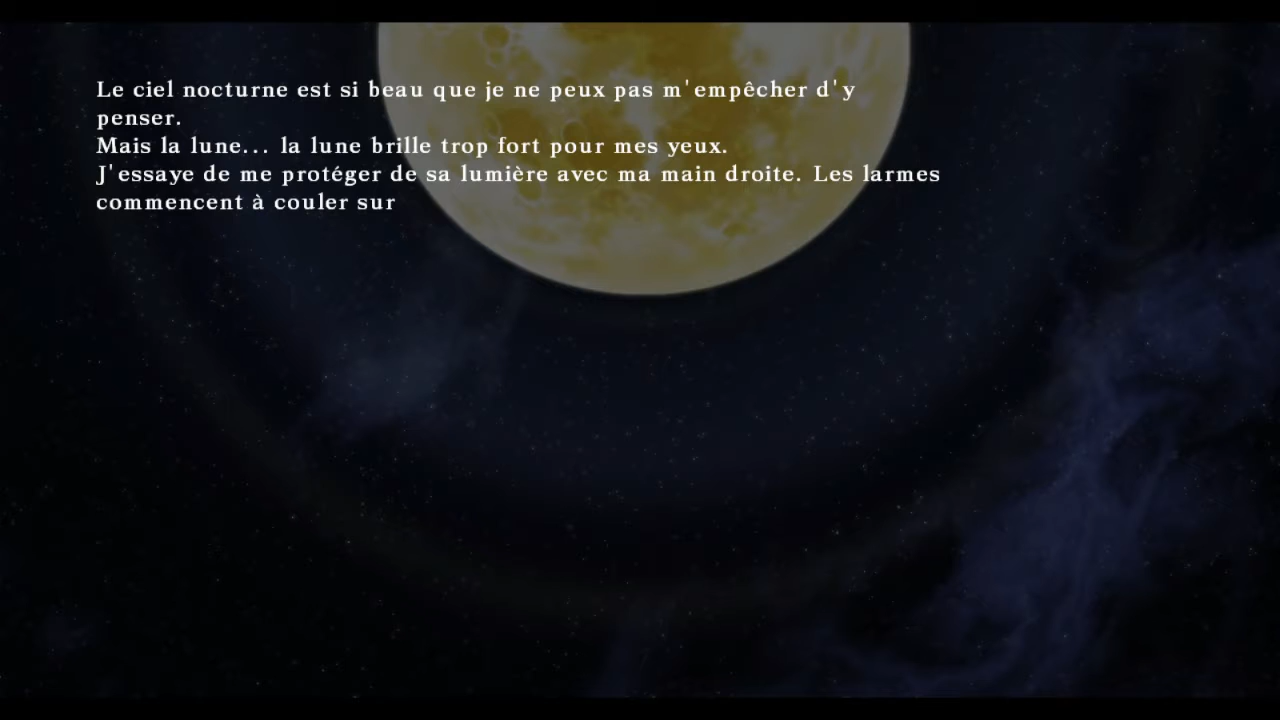 Le ciel nocturne est si beau que je ne peux pas m'empêcher d'y
penser.
Mais la lune... la lune brille trop fort pour mes yeux.
J'essaye de me protéger de sa lumière avec ma main droite. Les larmes
commencent à couler sur